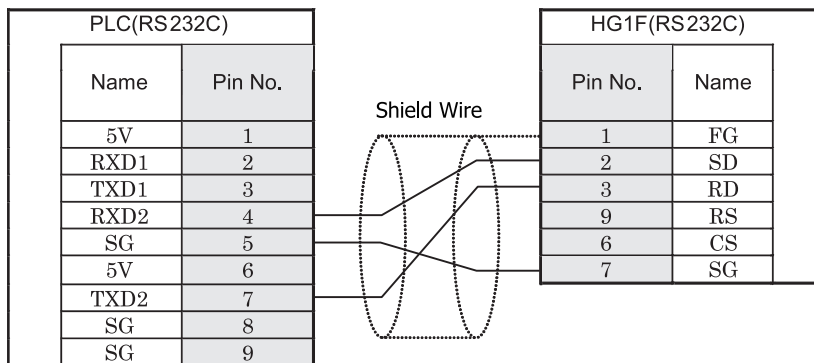 PLC(RS232C)
Name Pin No.
5V 1
RXD1 2
TXD1 3
RXD2 4
SG 5
5V 6
TXD2 7
SG 8
SG 9
Shield Wire
HG1F(RS232C)
Pin No. Name
1 FG
2 SD
3 RD
9 RS
6 CS
7 SG